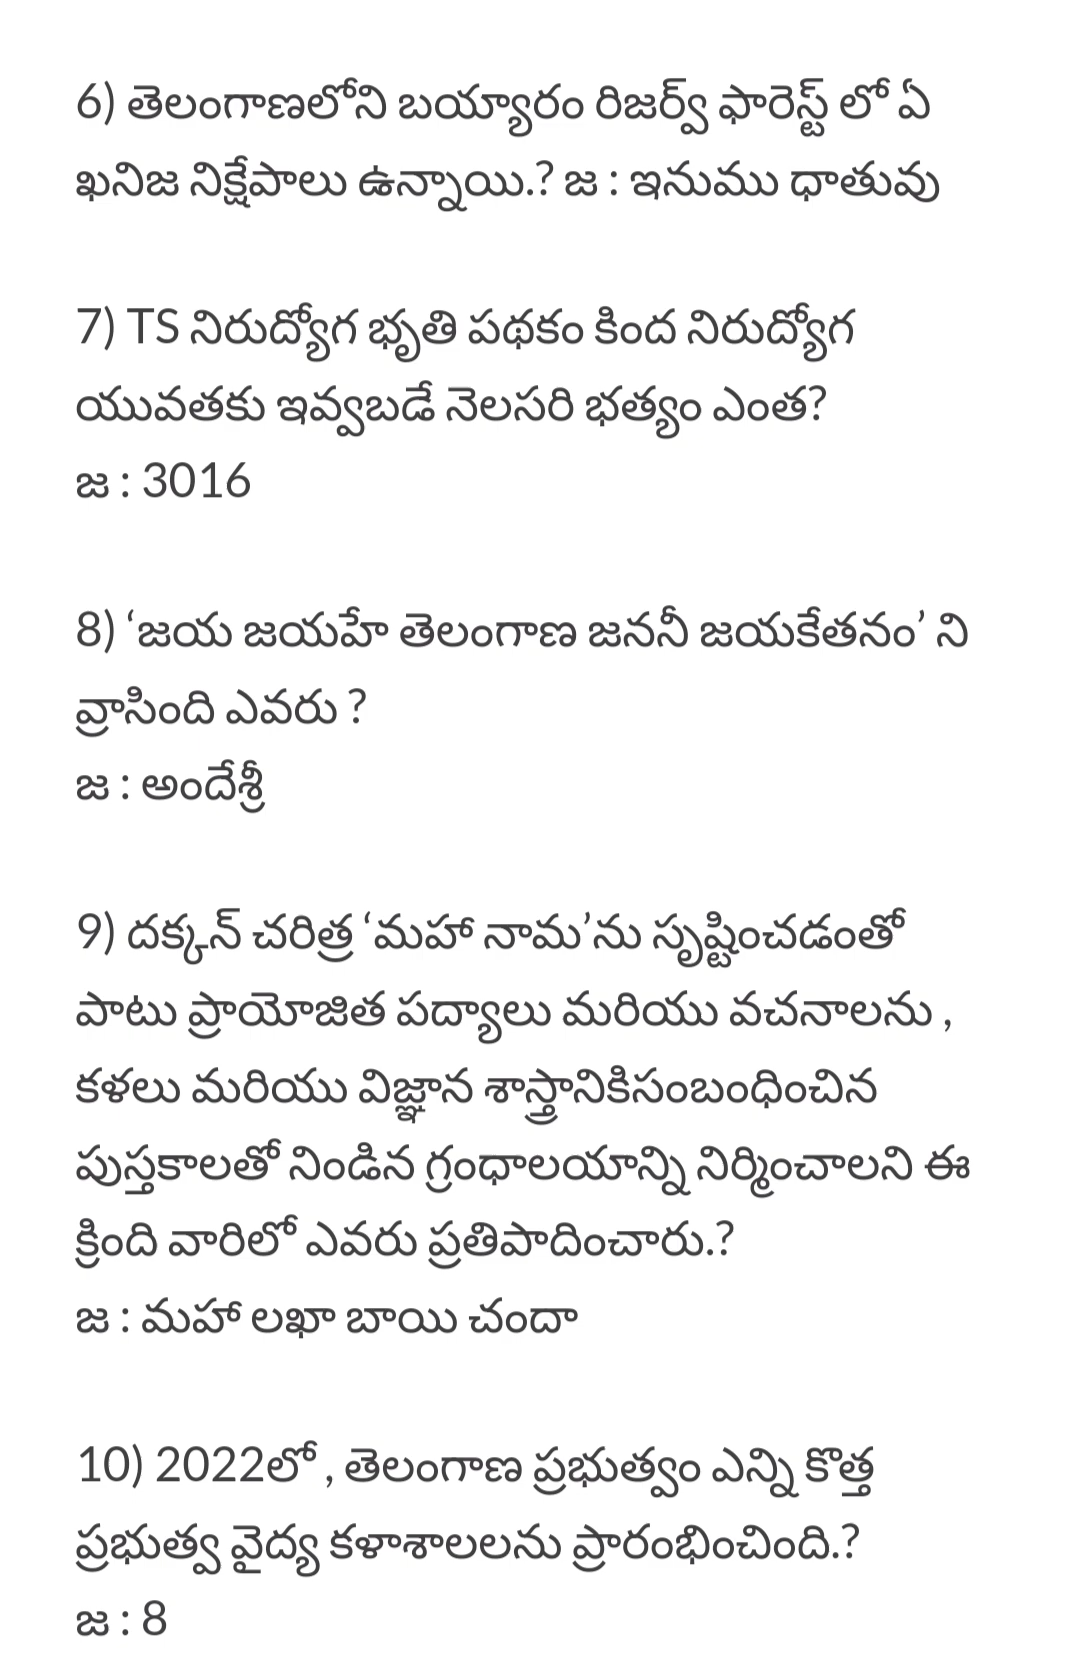 6) తెలంగాణలోని బయ్యారం రిజర్వ్ ఫారెస్ట్ లో ఏ
ఖనిజ నిక్షేపాలు ఉన్నాయి.? జ : ఇనుము ధాతువు
7) TS నిరుద్యోగ భృతి పథకం కింద నిరుద్యోగ
యువతకు ఇవ్వబడే నెలసరి భత్యం ఎంత?
జ : 3016
8) ‘జయ జయహే తెలంగాణ జననీ జయకేతనం’ ని
వ్రాసింది ఎవరు ?
జ : అందేశ్రీ
9) దక్కన్ చరిత్ర ‘మహా నామ’ను సృష్టించడంతో
పాటు ప్రాయోజిత పద్యాలు మరియు వచనాలను ,
కళలు మరియు విజ్ఞాన శాస్త్రానికిసంబంధించిన
పుస్తకాలతో నిండిన గ్రంధాలయాన్ని నిర్మించాలని ఈ
క్రింది వారిలో ఎవరు ప్రతిపాదించారు.?
జ : మహా లఖా బాయి చందా
10) 2022లో , తెలంగాణ ప్రభుత్వం ఎన్ని కొత్త
ప్రభుత్వ వైద్య కళాశాలలను ప్రారంభించింది.?
జ : 8